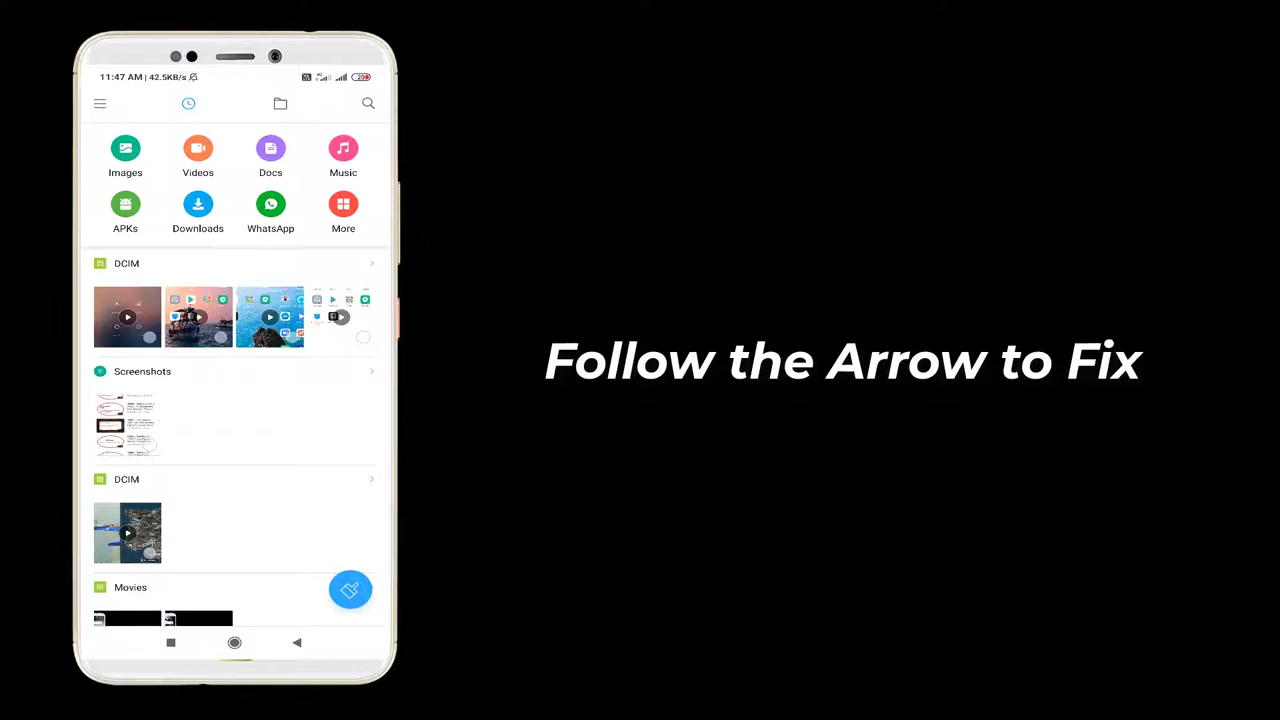 11:47 AM | 42.5KB/s
20
Images
Videos
Docs
Music
APKs
Downloads
WhatsApp
More
DCIM
Screenshots
DCIM
Movies
Follow the Arrow to Fix